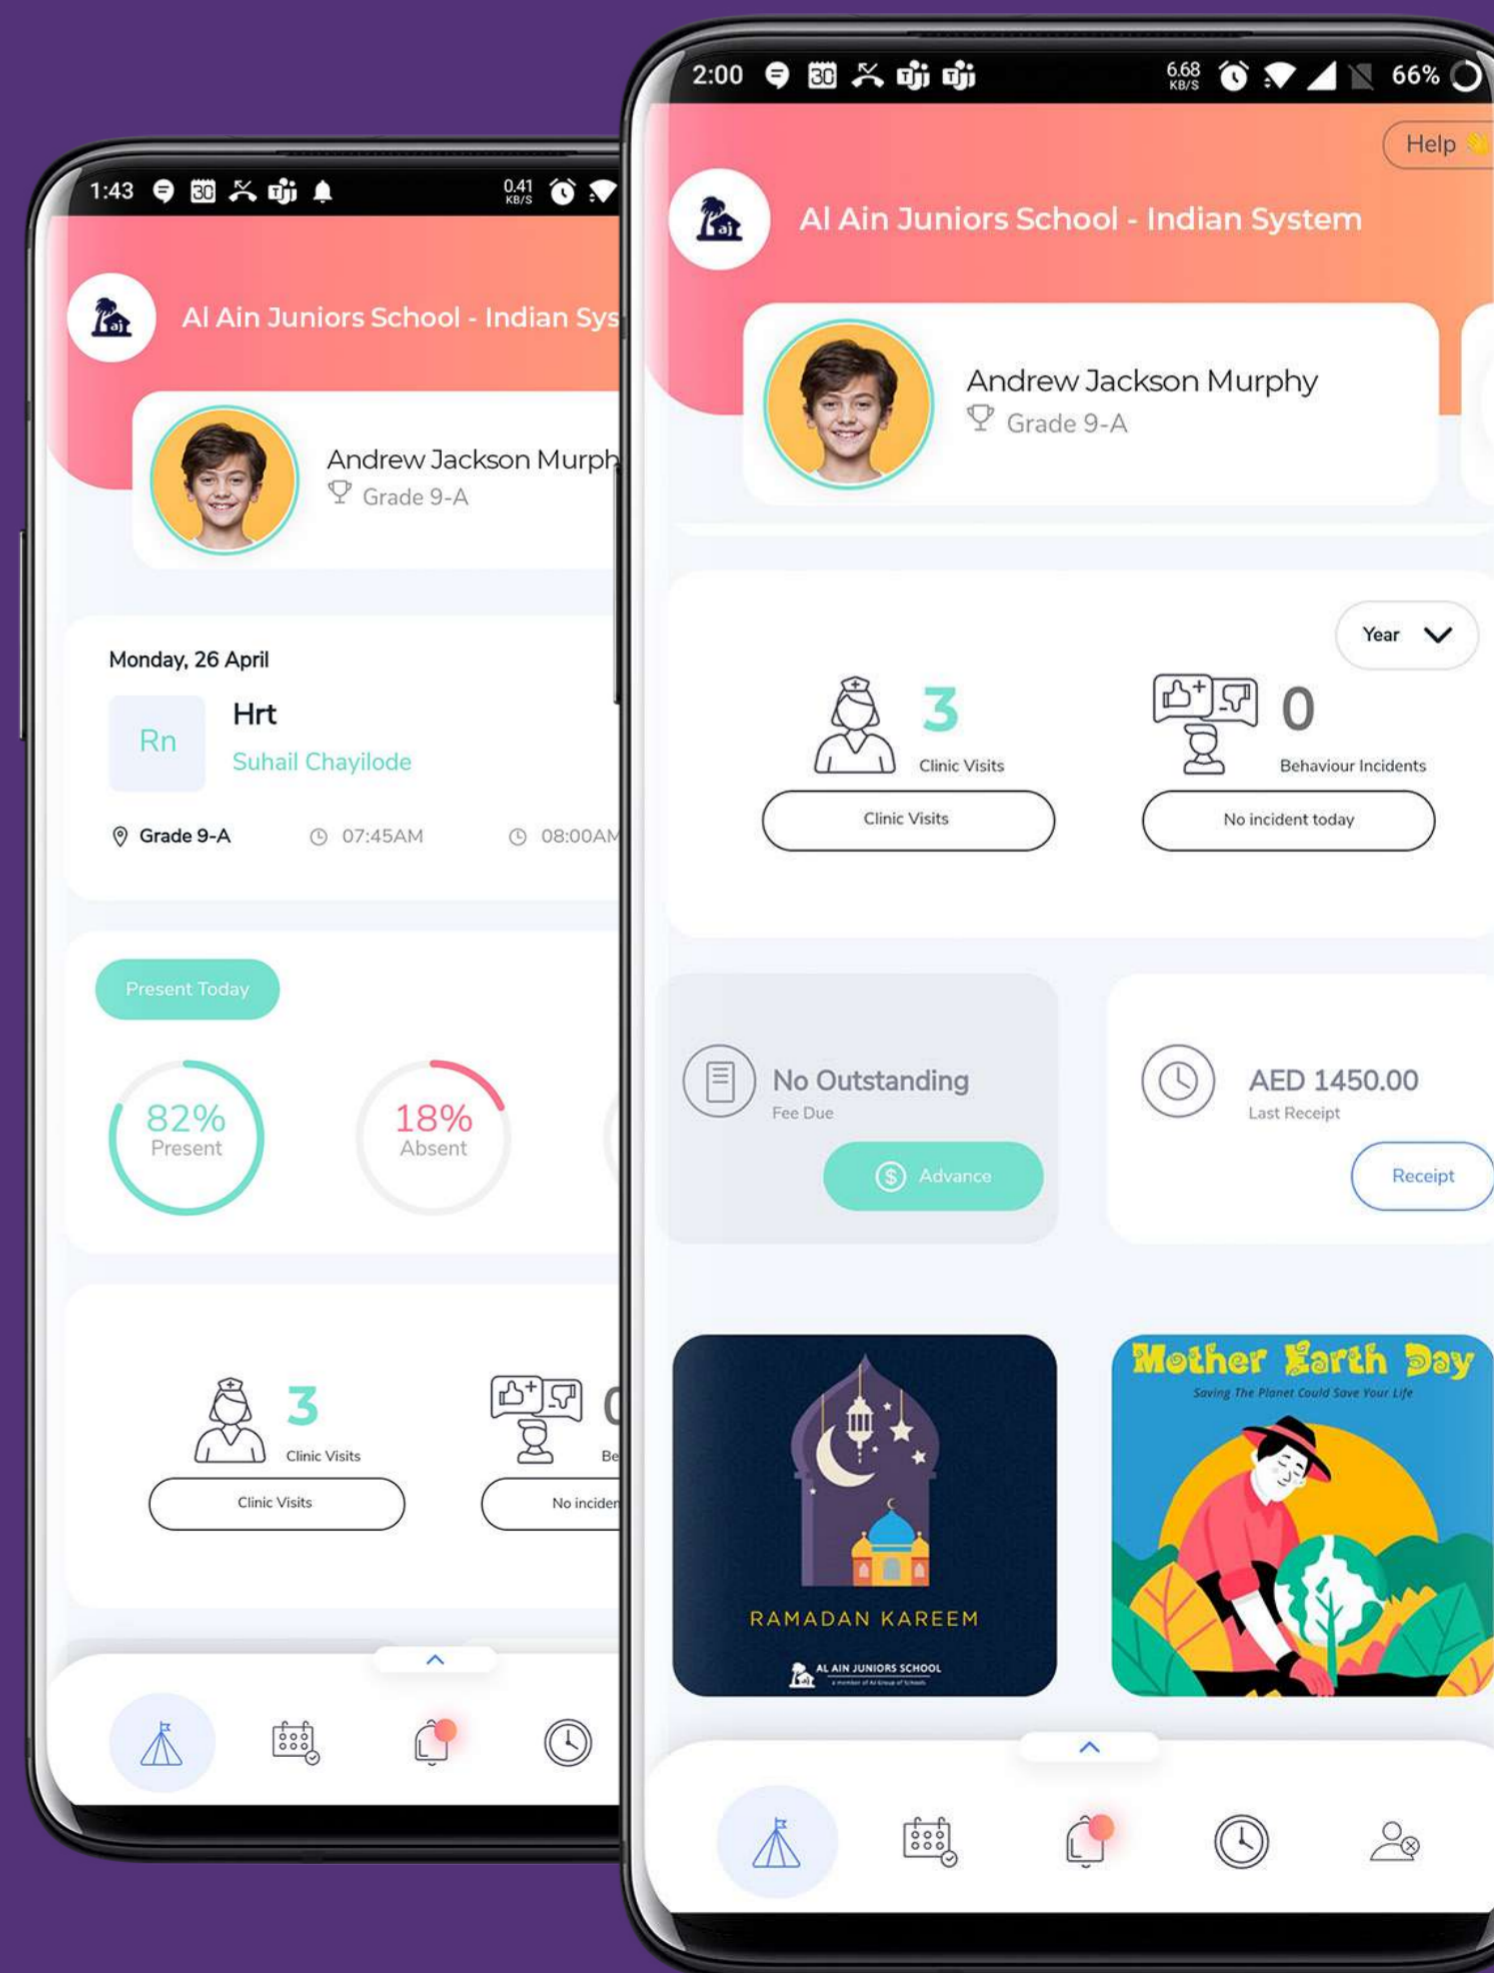 1:43
30
0.41
KB/S
aj
Al Ain Juniors School - Indian Sys
Andrew Jackson Murph
Grade 9-A
Monday, 26 April
Rn
Hrt
Suhail Chayilode
Grade 9-A
07:45AM
08:00AM
Present Today
82%
Present
18%
Absent
3
Clinic Visits
Be
Clinic Visits
No inciden
2:00
30
6.68
KB/S
66%
Help
aj
Al Ain Juniors School - Indian System
Andrew Jackson Murphy
Grade 9-A
Year
3
Clinic Visits
0
Behaviour Incidents
Clinic Visits
No incident today
No Outstanding
Fee Due
Advance
AED 1450.00
Last Receipt
Receipt
RAMADAN KAREEM
AL AIN JUNIORS SCHOOL
Mother Earth Day
Saving The Planet Could Save Your Life